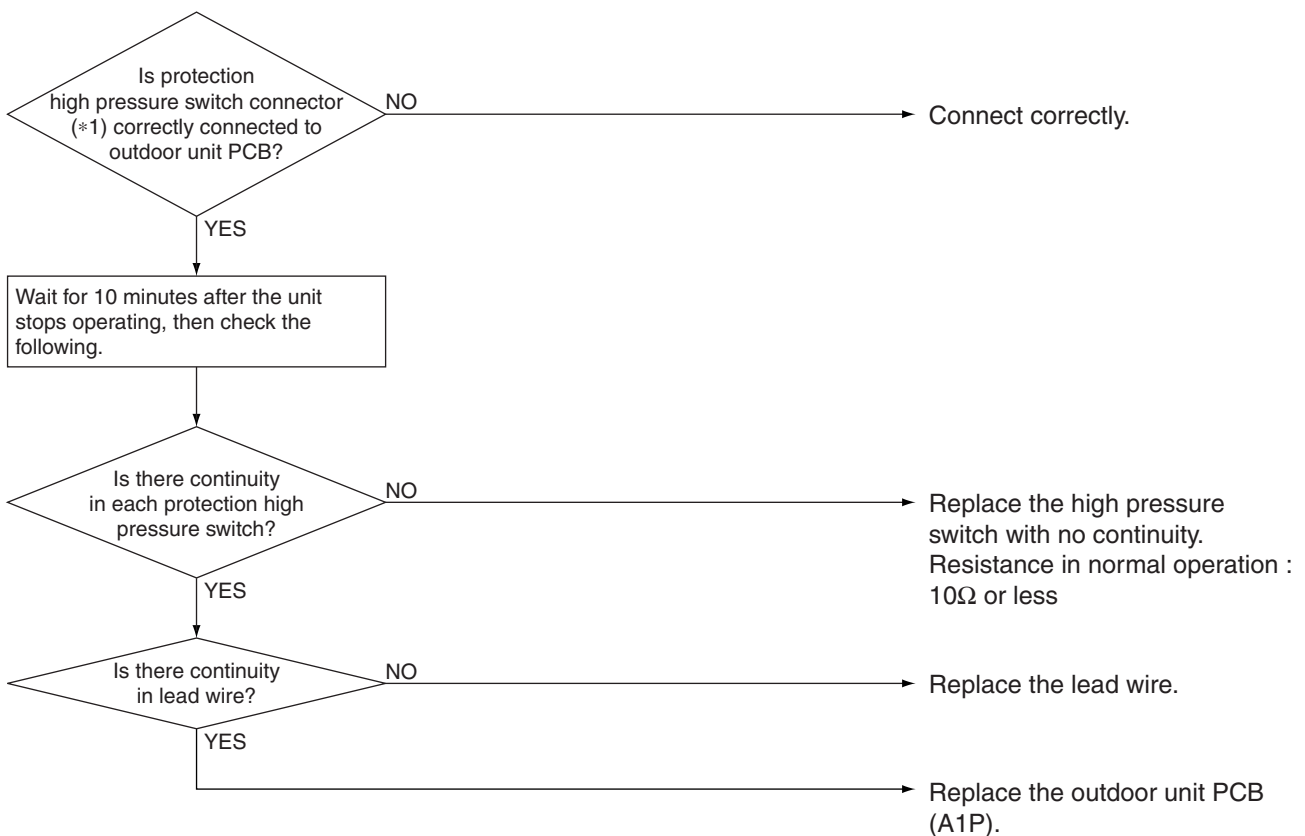 Is protection
high pressure switch connector
(*1) correctly connected to
outdoor unit PCB?
NO
Connect correctly.
YES
Wait for 10 minutes after the unit
stops operating, then check the
following.
Is there continuity
in each protection high
pressure switch?
NO
Replace the high pressure
switch with no continuity.
Resistance in normal operation :
10Ω or less
YES
Is there continuity
in lead wire?
NO
Replace the lead wire.
YES
Replace the outdoor unit PCB
(A1P).